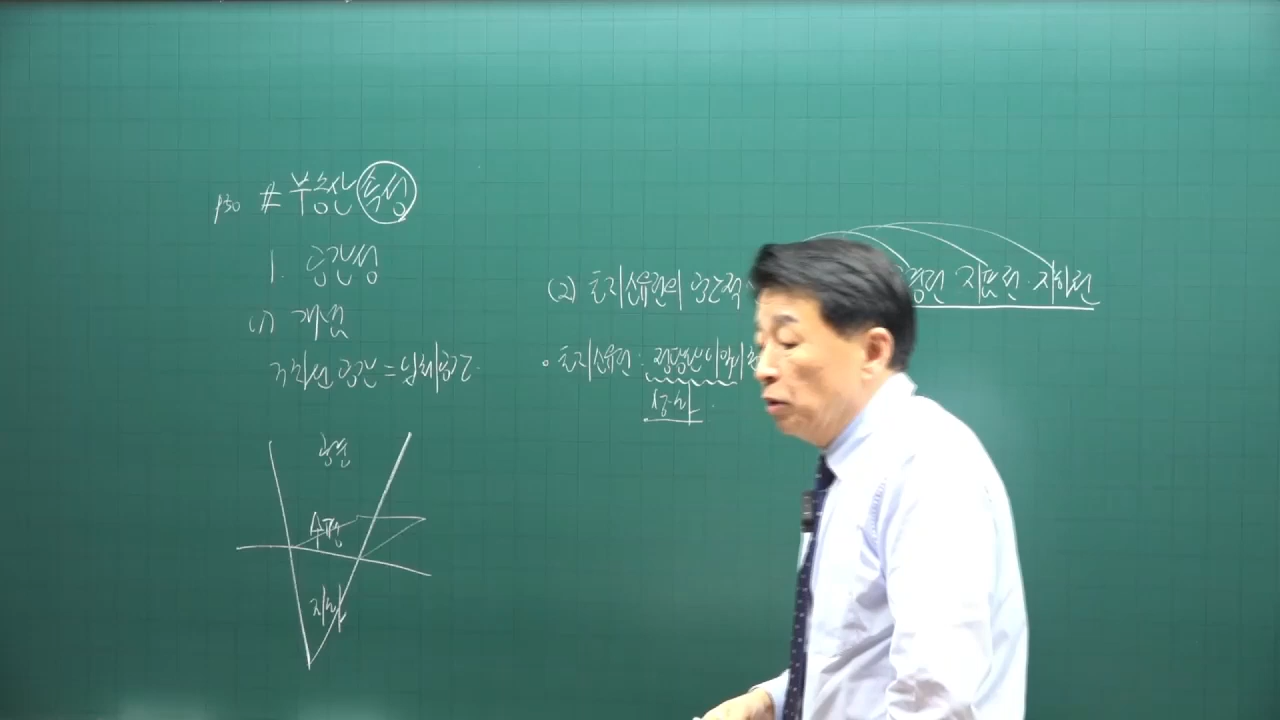 p30 # 부동산 특성
1. 공간성
(1) 개념
3차원 공간 = 입체공간
공중
수평
지하
(2) 토지소유권의 공간적
공중권 · 지표권 · 지하권
◦ 토지소유권 : 정당한 이익이
상하